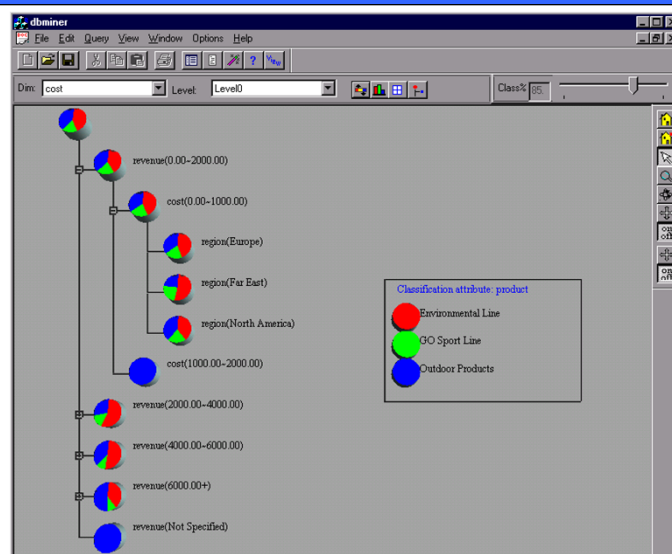 dbminer
File Edit Query View Window Options Help
Dim: cost Level: Level0 Class% 85.
revenue(0.00~2000.00)
cost(0.00~1000.00)
region(Europe)
region(Far East)
region(North America)
cost(1000.00~2000.00)
revenue(2000.00~4000.00)
revenue(4000.00~6000.00)
revenue(6000.00+)
revenue(Not Specified)
Classification attribute: product
Environmental Line
GO Sport Line
Outdoor Products